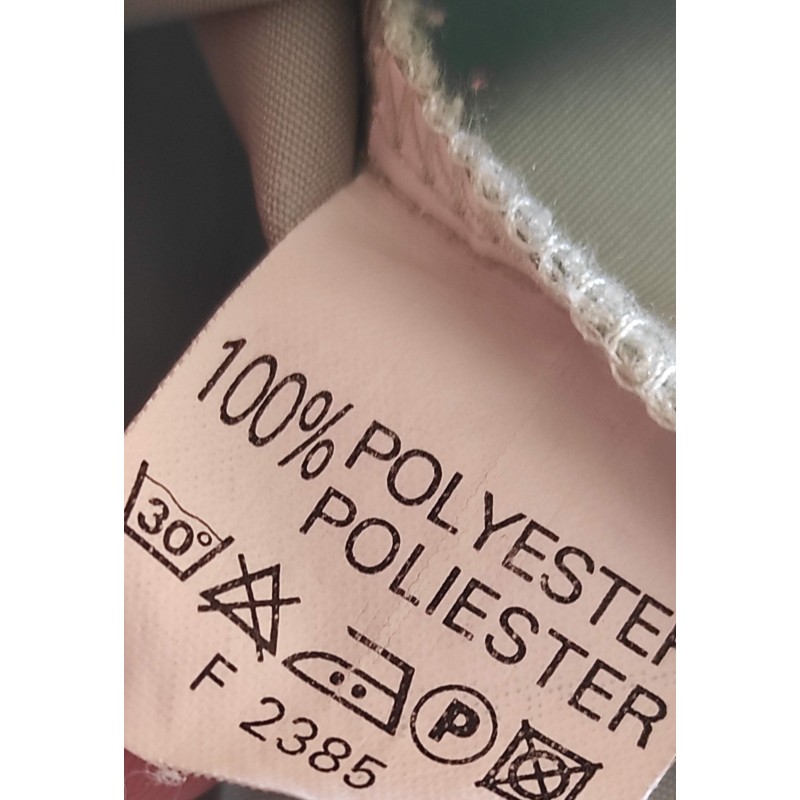 100% POLYESTER
POLIESTER
30°
P
F 2385